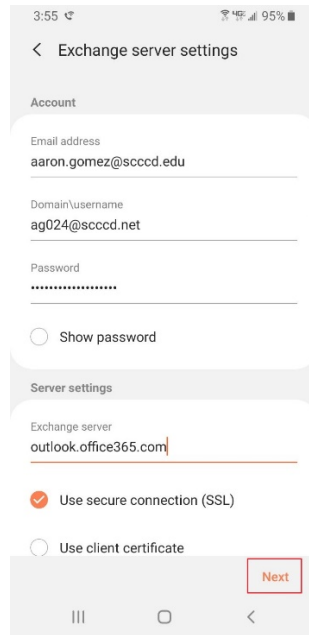 3:55 95%
Exchange server settings
Account
Email address
aaron.gomez@scccd.edu
Domain\username
ag024@scccd.net
Password
•••••••••••••••••••
Show password
Server settings
Exchange server
outlook.office365.com
Use secure connection (SSL)
Use client certificate
Next